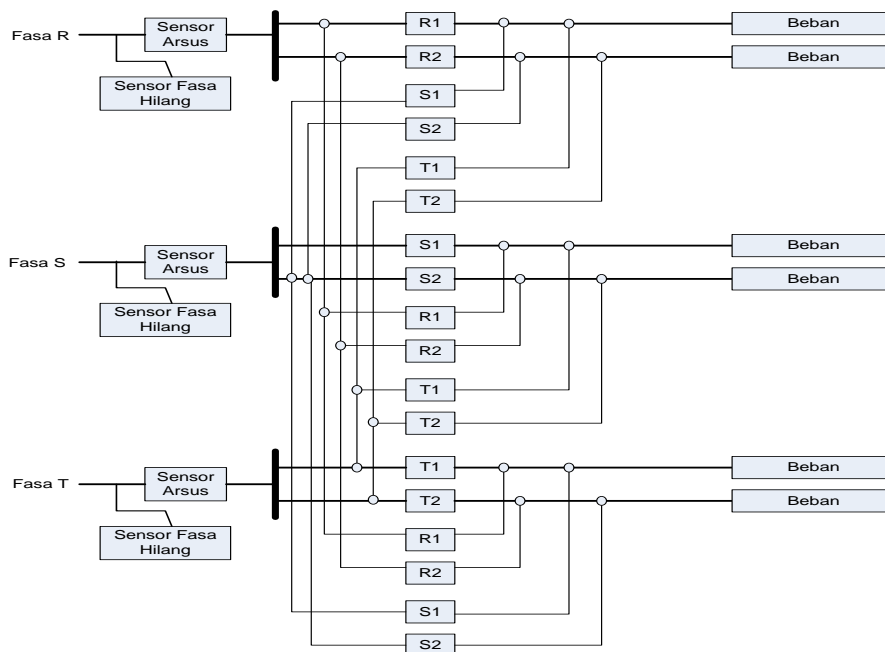 Fasa R
Sensor
Arsus
Sensor Fasa
Hilang
R1
Beban
R2
Beban
S1
S2
T1
T2
Fasa S
Sensor
Arsus
Sensor Fasa
Hilang
S1
Beban
S2
Beban
R1
R2
T1
T2
Fasa T
Sensor
Arsus
Sensor Fasa
Hilang
T1
Beban
T2
Beban
R1
R2
S1
S2